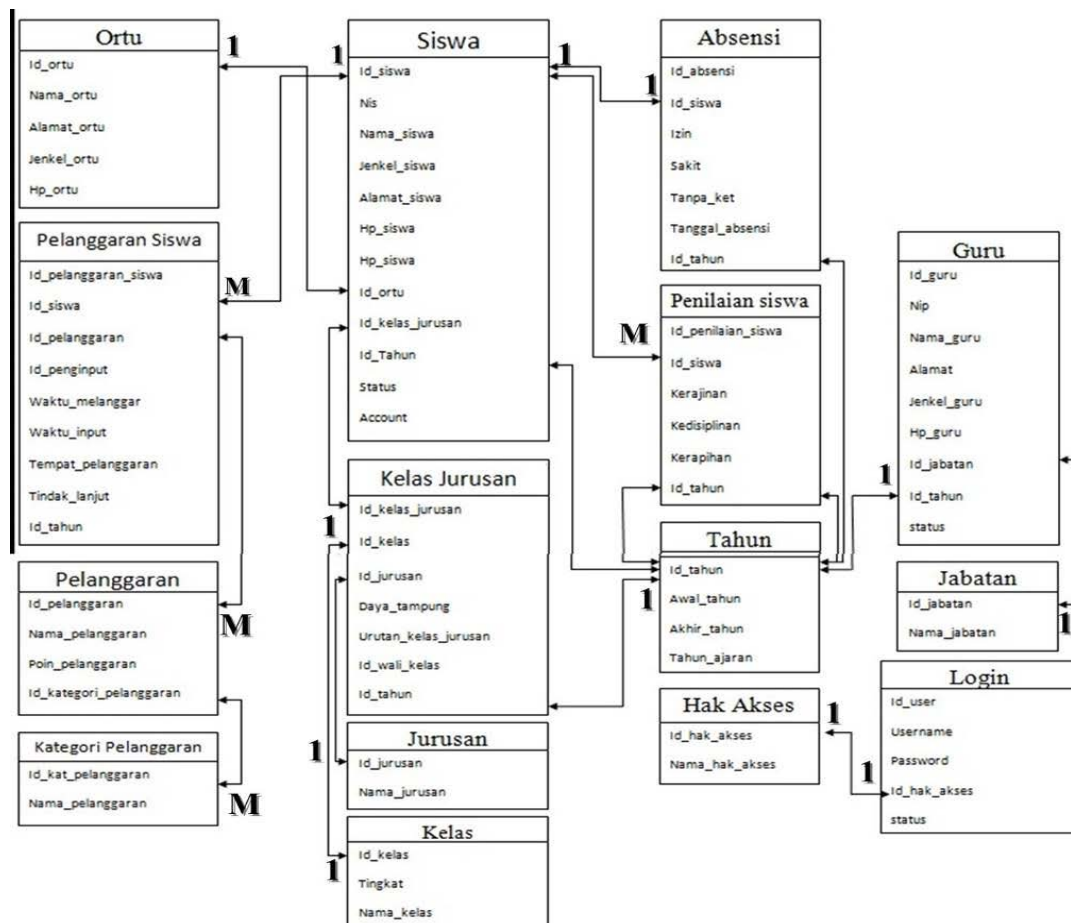 Ortu
Id_ortu
Nama_ortu
Alamat_ortu
Jenkel_ortu
Hp_ortu
1
Pelanggaran Siswa
Id_pelanggaran_siswa
Id_siswa
Id_pelanggaran
Id_penginput
Waktu_melanggar
Waktu_input
Tempat_pelanggaran
Tindak_lanjut
Id_tahun
M
Pelanggaran
Id_pelanggaran
Nama_pelanggaran
Poin_pelanggaran
Id_kategori_pelanggaran
M
Kategori Pelanggaran
Id_kat_pelanggaran
Nama_pelanggaran
M
1
Siswa
1
Id_siswa
Nis
Nama_siswa
Jenkel_siswa
Alamat_siswa
Hp_siswa
Hp_siswa
Id_ortu
Id_kelas_jurusan
Id_Tahun
Status
Account
Kelas Jurusan
Id_kelas_jurusan
1
Id_kelas
Id_jurusan
Daya_tampung
Urutan_kelas_jurusan
Id_wali_kelas
Id_tahun
1
Jurusan
Id_jurusan
Nama_jurusan
Kelas
1
Id_kelas
Tingkat
Nama_kelas
Absensi
1
Id_absensi
Id_siswa
Izin
Sakit
Tanpa_ket
Tanggal_absensi
Id_tahun
Penilaian siswa
M
Id_penilaian_siswa
Id_siswa
Kerajinan
Kedisiplinan
Kerapihan
Id_tahun
Tahun
1
Id_tahun
Awal_tahun
Akhir_tahun
Tahun_ajaran
Hak Akses
1
Id_hak_akses
Nama_hak_akses
Guru
Id_guru
Nip
Nama_guru
Alamat
Jenkel_guru
Hp_guru
Id_jabatan
1
Id_tahun
status
Jabatan
Id_jabatan
Nama_jabatan
1
Login
Id_user
Username
Password
1
Id_hak_akses
status